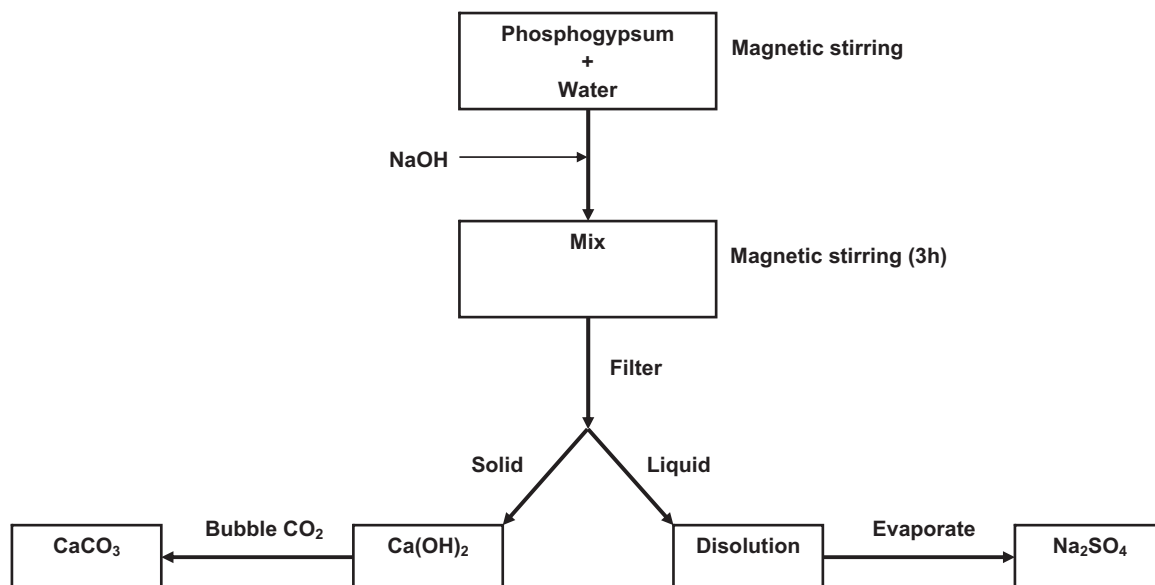 Phosphogypsum
+
Water
Magnetic stirring
NaOH
Mix
Magnetic stirring (3h)
Filter
Solid
Liquid
CaCO₃
Bubble CO₂
Ca(OH)₂
Disolution
Evaporate
Na₂SO₄